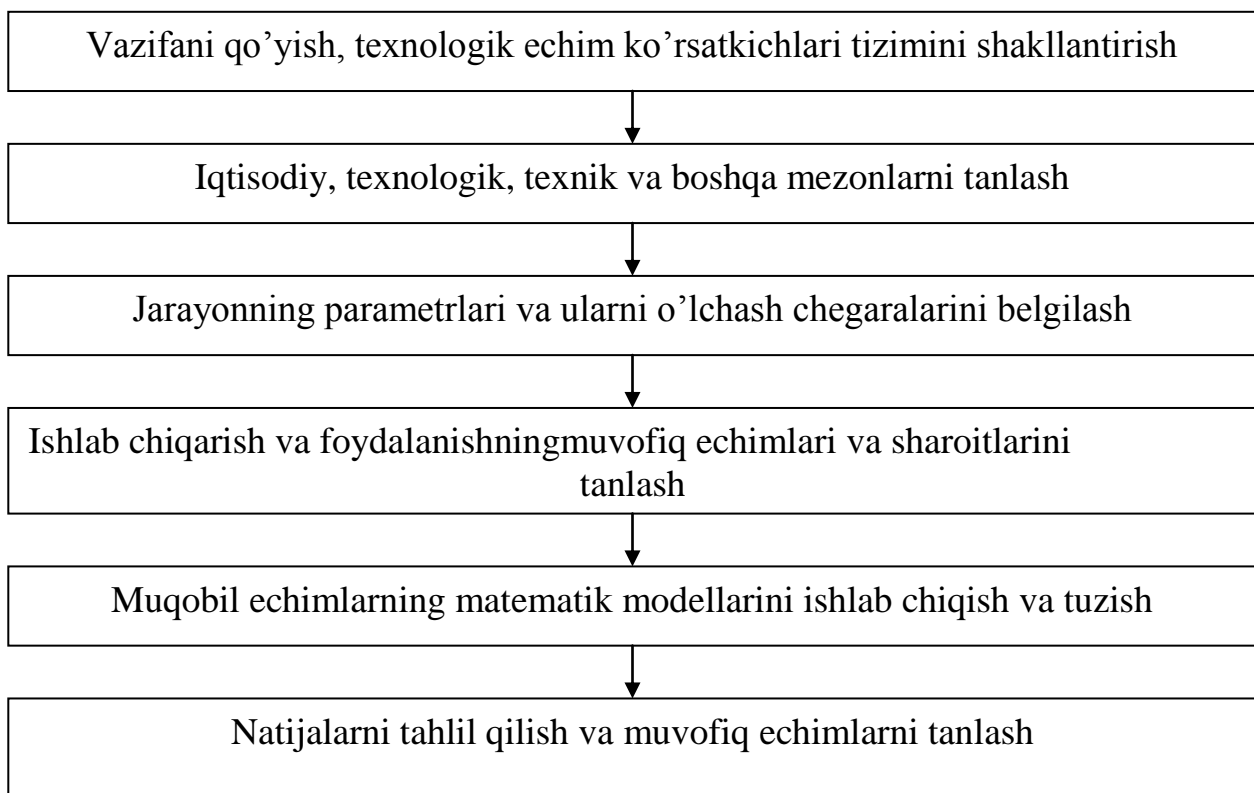 Vazifani qo’yish, texnologik echim ko’rsatkichlari tizimini shakllantirish
Iqtisodiy, texnologik, texnik va boshqa mezonlarni tanlash
Jarayonning parametrlari va ularni o’lchash chegaralarini belgilash
Ishlab chiqarish va foydalanishningmuvofiq echimlari va sharoitlarini
tanlash
Muqobil echimlarning matematik modellarini ishlab chiqish va tuzish
Natijalarni tahlil qilish va muvofiq echimlarni tanlash